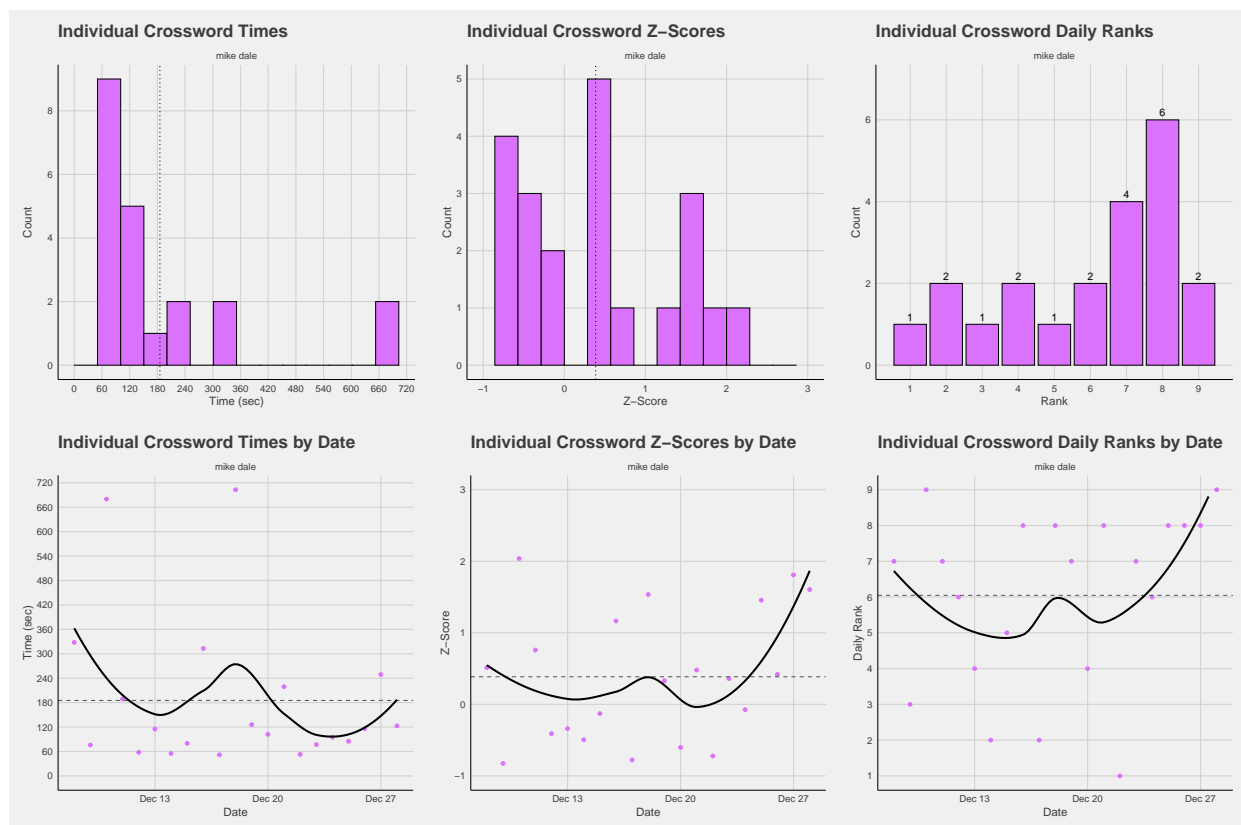 Individual Crossword Times
mike dale
Count
8
6
4
2
0
0 60 120 180 240 300 360 420 480 540 600 660 720
Time (sec)
Individual Crossword Z−Scores
mike dale
Count
5
4
3
2
1
0
−1 0 1 2 3
Z−Score
Individual Crossword Daily Ranks
mike dale
Count
6
4
2
0
1 2 1 2 1 2 4 6 2
1 2 3 4 5 6 7 8 9
Rank
Individual Crossword Times by Date
mike dale
Time (sec)
720
660
600
540
480
420
360
300
240
180
120
60
0
Dec 13 Dec 20 Dec 27
Date
Individual Crossword Z−Scores by Date
mike dale
Z−Score
3
2
1
0
−1
Dec 13 Dec 20 Dec 27
Date
Individual Crossword Daily Ranks by Date
mike dale
Daily Rank
9
8
7
6
5
4
3
2
1
Dec 13 Dec 20 Dec 27
Date